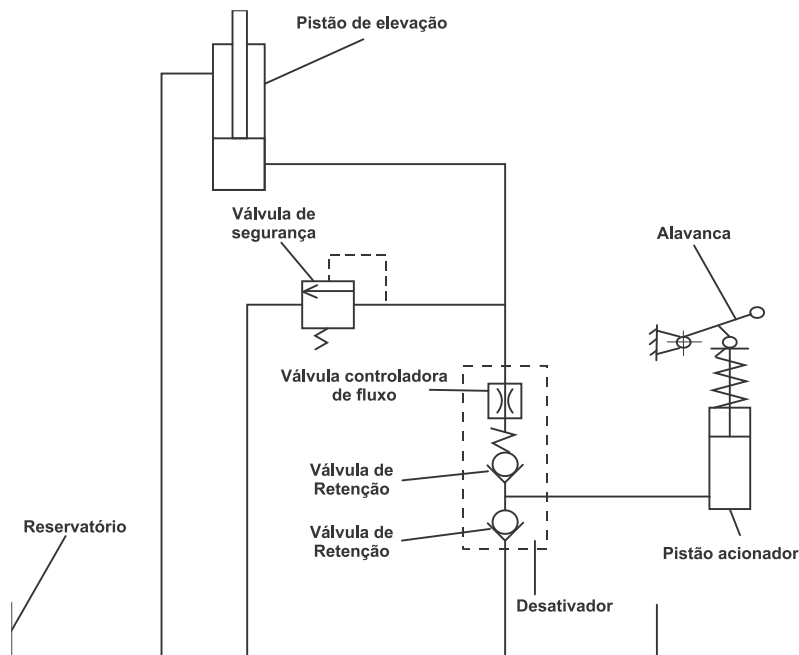 Pistão de elevação
Válvula de
segurança
Alavanca
Válvula controladora
de fluxo
Válvula de
Retenção
Reservatório
Válvula de
Retenção
Pistão acionador
Desativador